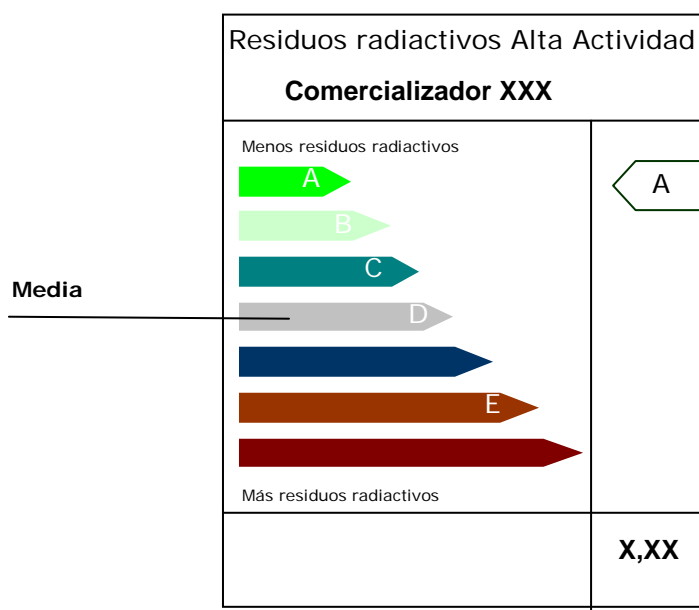 Residuos radiactivos Alta Actividad
Comercializador XXX
Menos residuos radiactivos
A
A
B
C
Media
D
E
Más residuos radiactivos
X,XX